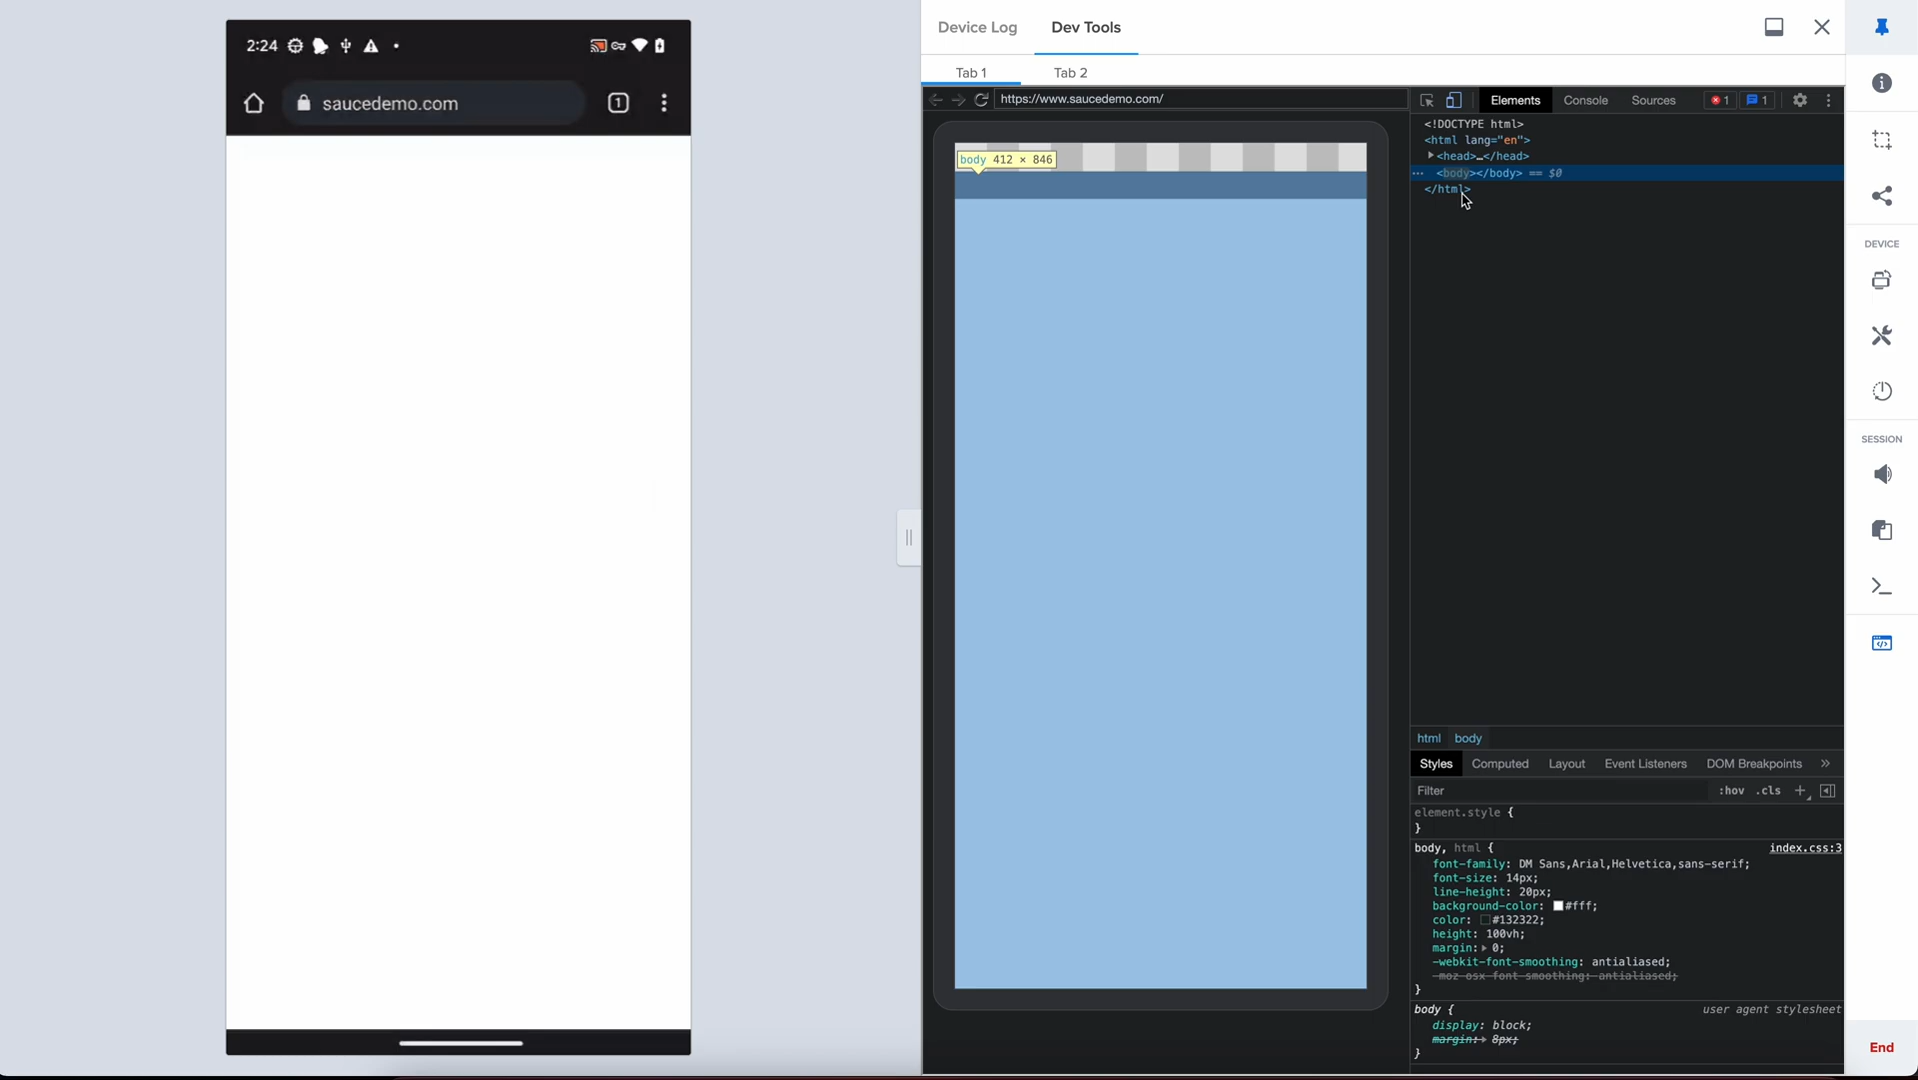 2:24
saucedemo.com
1
Device Log
Dev Tools
Tab 1
Tab 2
https://www.saucedemo.com/
Elements
Console
Sources
1
1
body 412 × 846
<!DOCTYPE html>
<html lang="en">
<head>…</head>
<body></body> == $0
</html>
html
body
Styles
Computed
Layout
Event Listeners
DOM Breakpoints
»
Filter
:hov
.cls
element.style {
}
body, html {
index.css:3
font-family: DM Sans,Arial,Helvetica,sans-serif;
font-size: 14px;
line-height: 20px;
background-color: #fff;
color: #132322;
height: 100vh;
margin: 0;
-webkit-font-smoothing: antialiased;
-moz-osx-font-smoothing: antialiased;
}
body {
user agent stylesheet
display: block;
margin: 8px;
}
DEVICE
SESSION
End